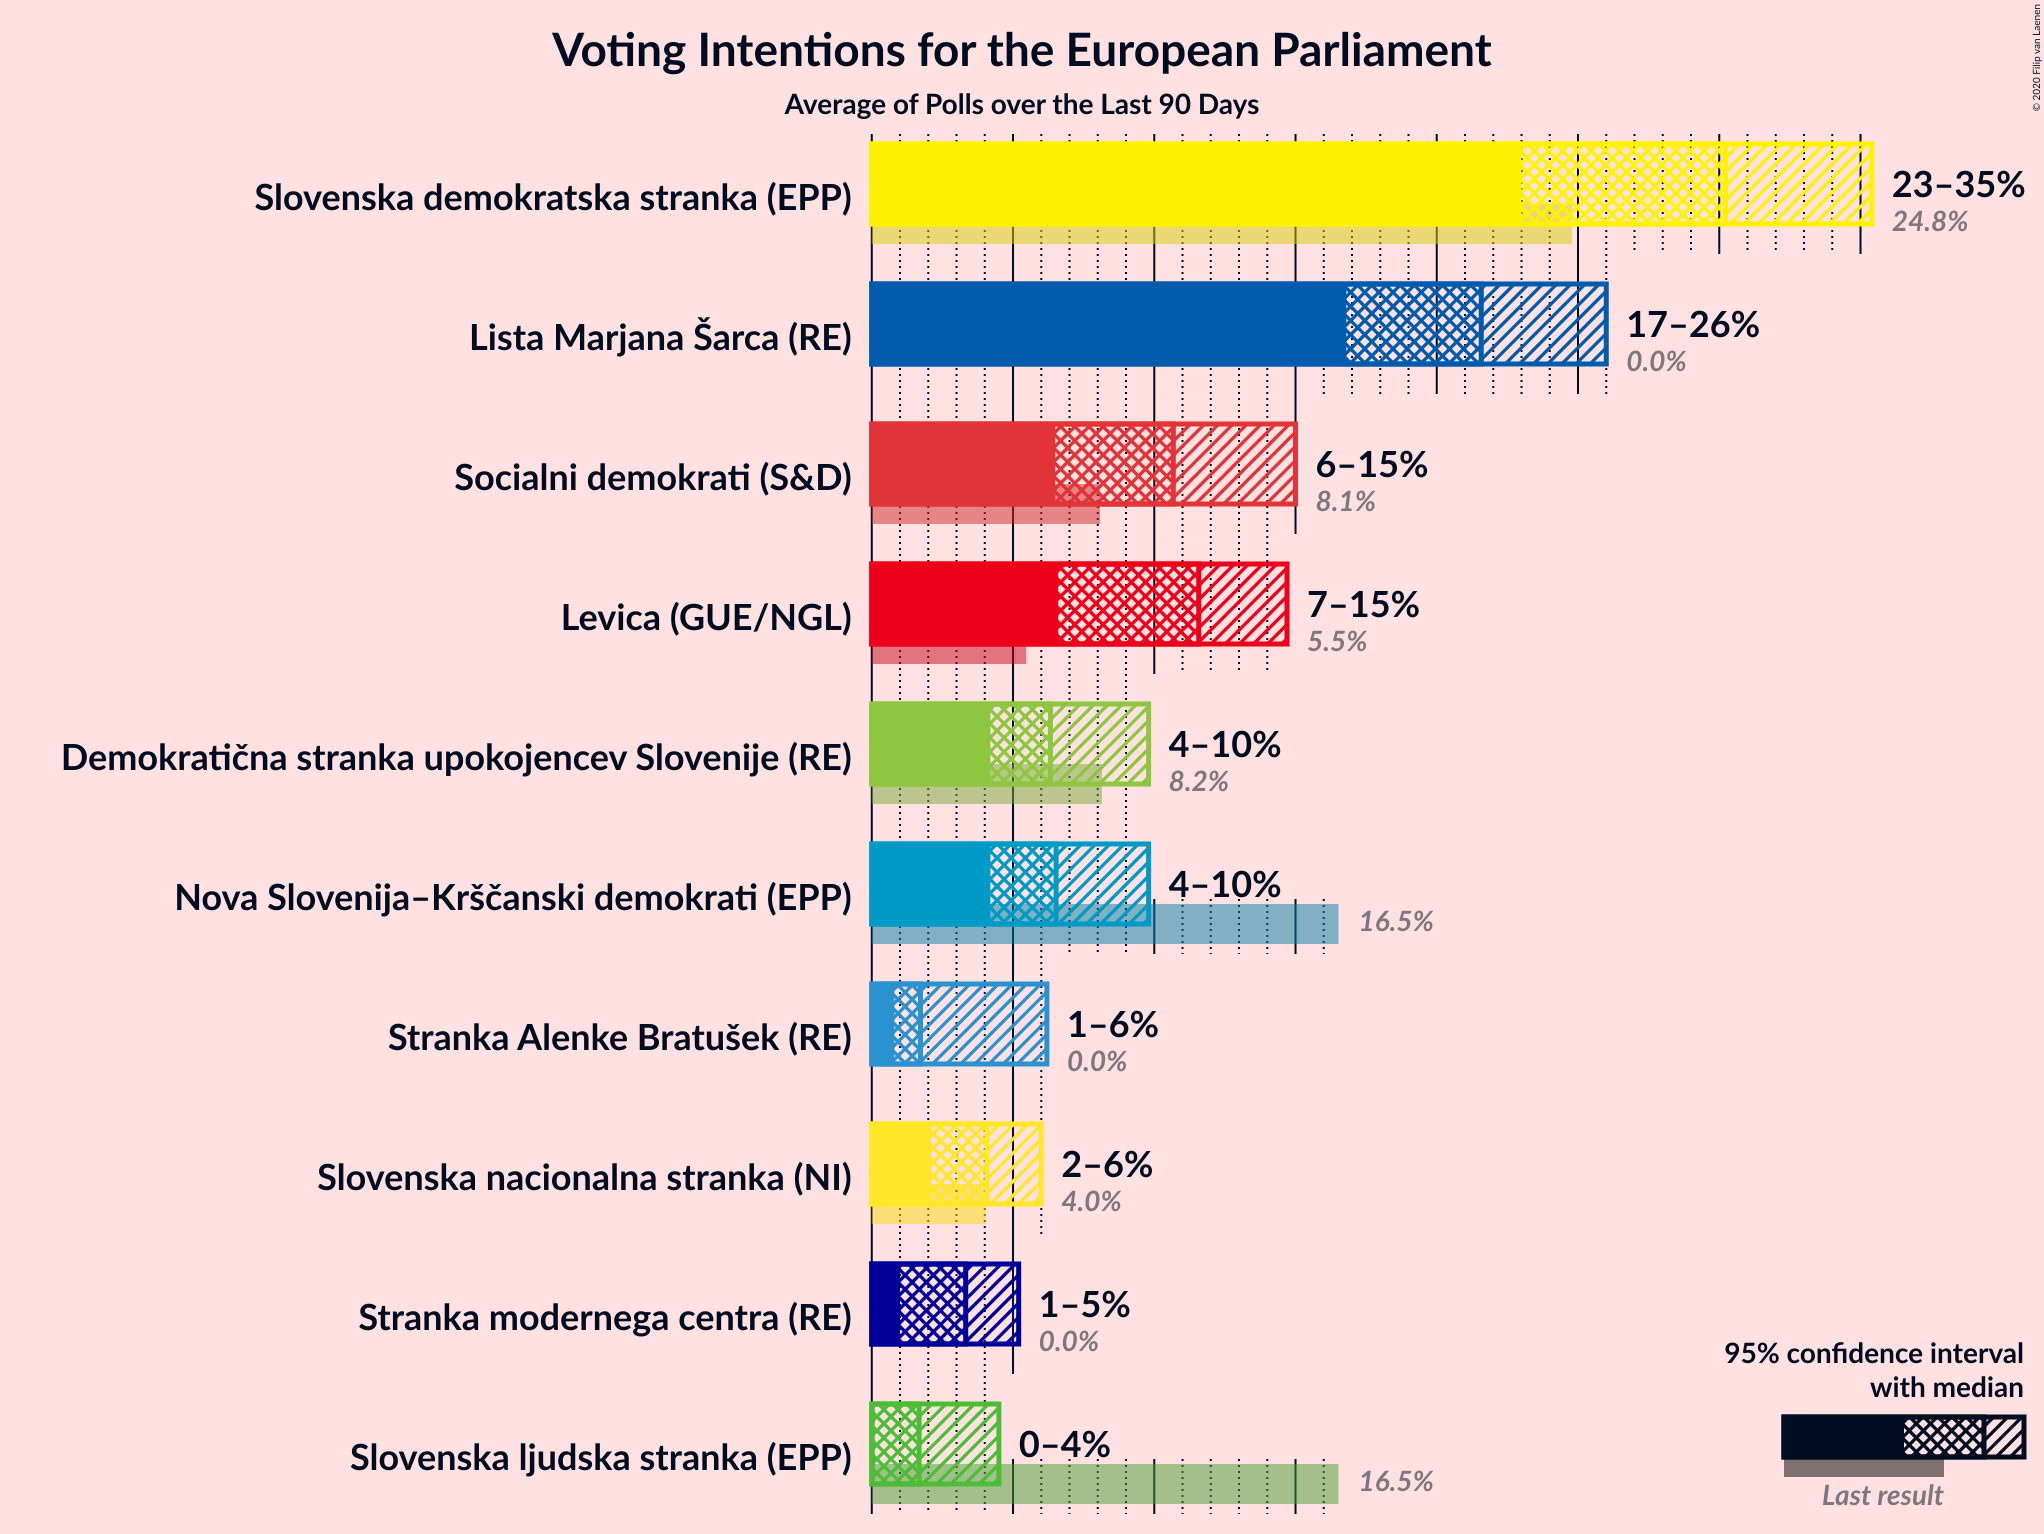 Voting Intentions for the European Parliament
Average of Polls over the Last 90 Days
© 2020 Filip van Laenen
Slovenska demokratska stranka (EPP)
23–35%
24.8%
Lista Marjana Šarca (RE)
17–26%
0.0%
Socialni demokrati (S&D)
6–15%
8.1%
Levica (GUE/NGL)
7–15%
5.5%
Demokratična stranka upokojencev Slovenije (RE)
4–10%
8.2%
Nova Slovenija–Krščanski demokrati (EPP)
4–10%
16.5%
Stranka Alenke Bratušek (RE)
1–6%
0.0%
Slovenska nacionalna stranka (NI)
2–6%
4.0%
Stranka modernega centra (RE)
1–5%
0.0%
Slovenska ljudska stranka (EPP)
0–4%
16.5%
95% confidence interval
with median
Last result